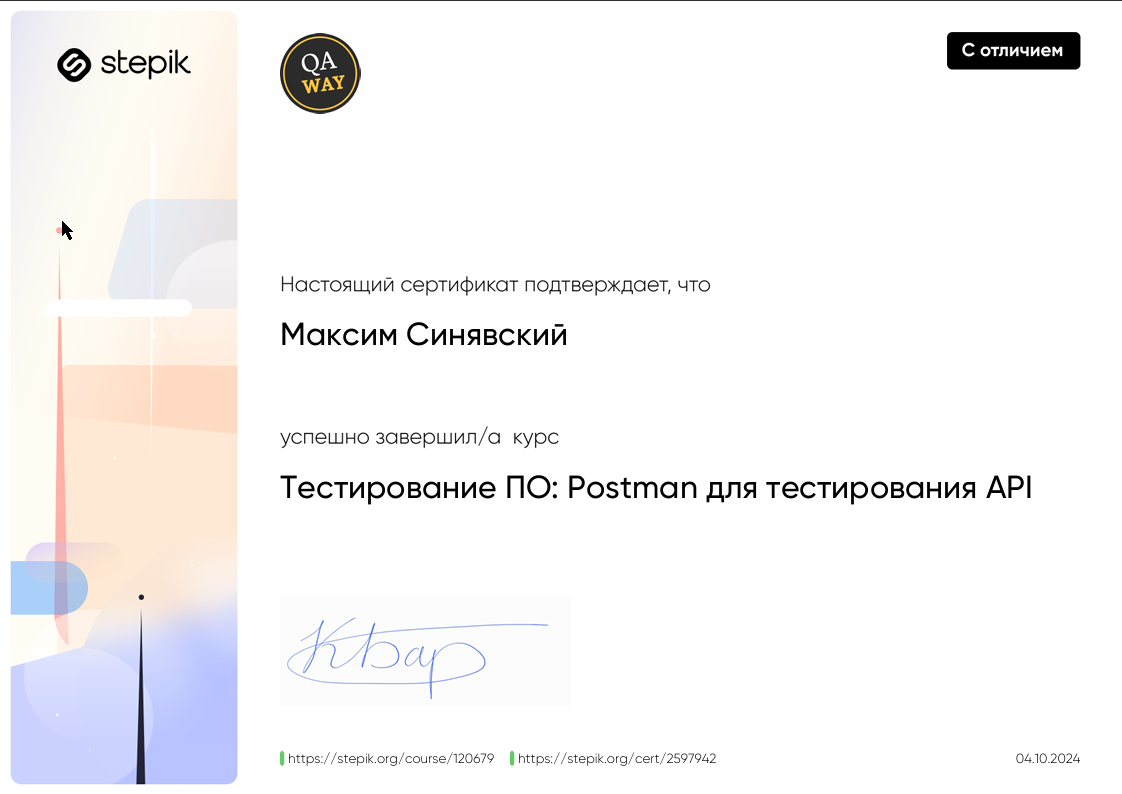 stepik
QA
WAY
С отличием
Настоящий сертификат подтверждает, что
Максим Синявский
успешно завершил/а курс
Тестирование ПО: Postman для тестирования API
КБар
https://stepik.org/course/120679
https://stepik.org/cert/2597942
04.10.2024